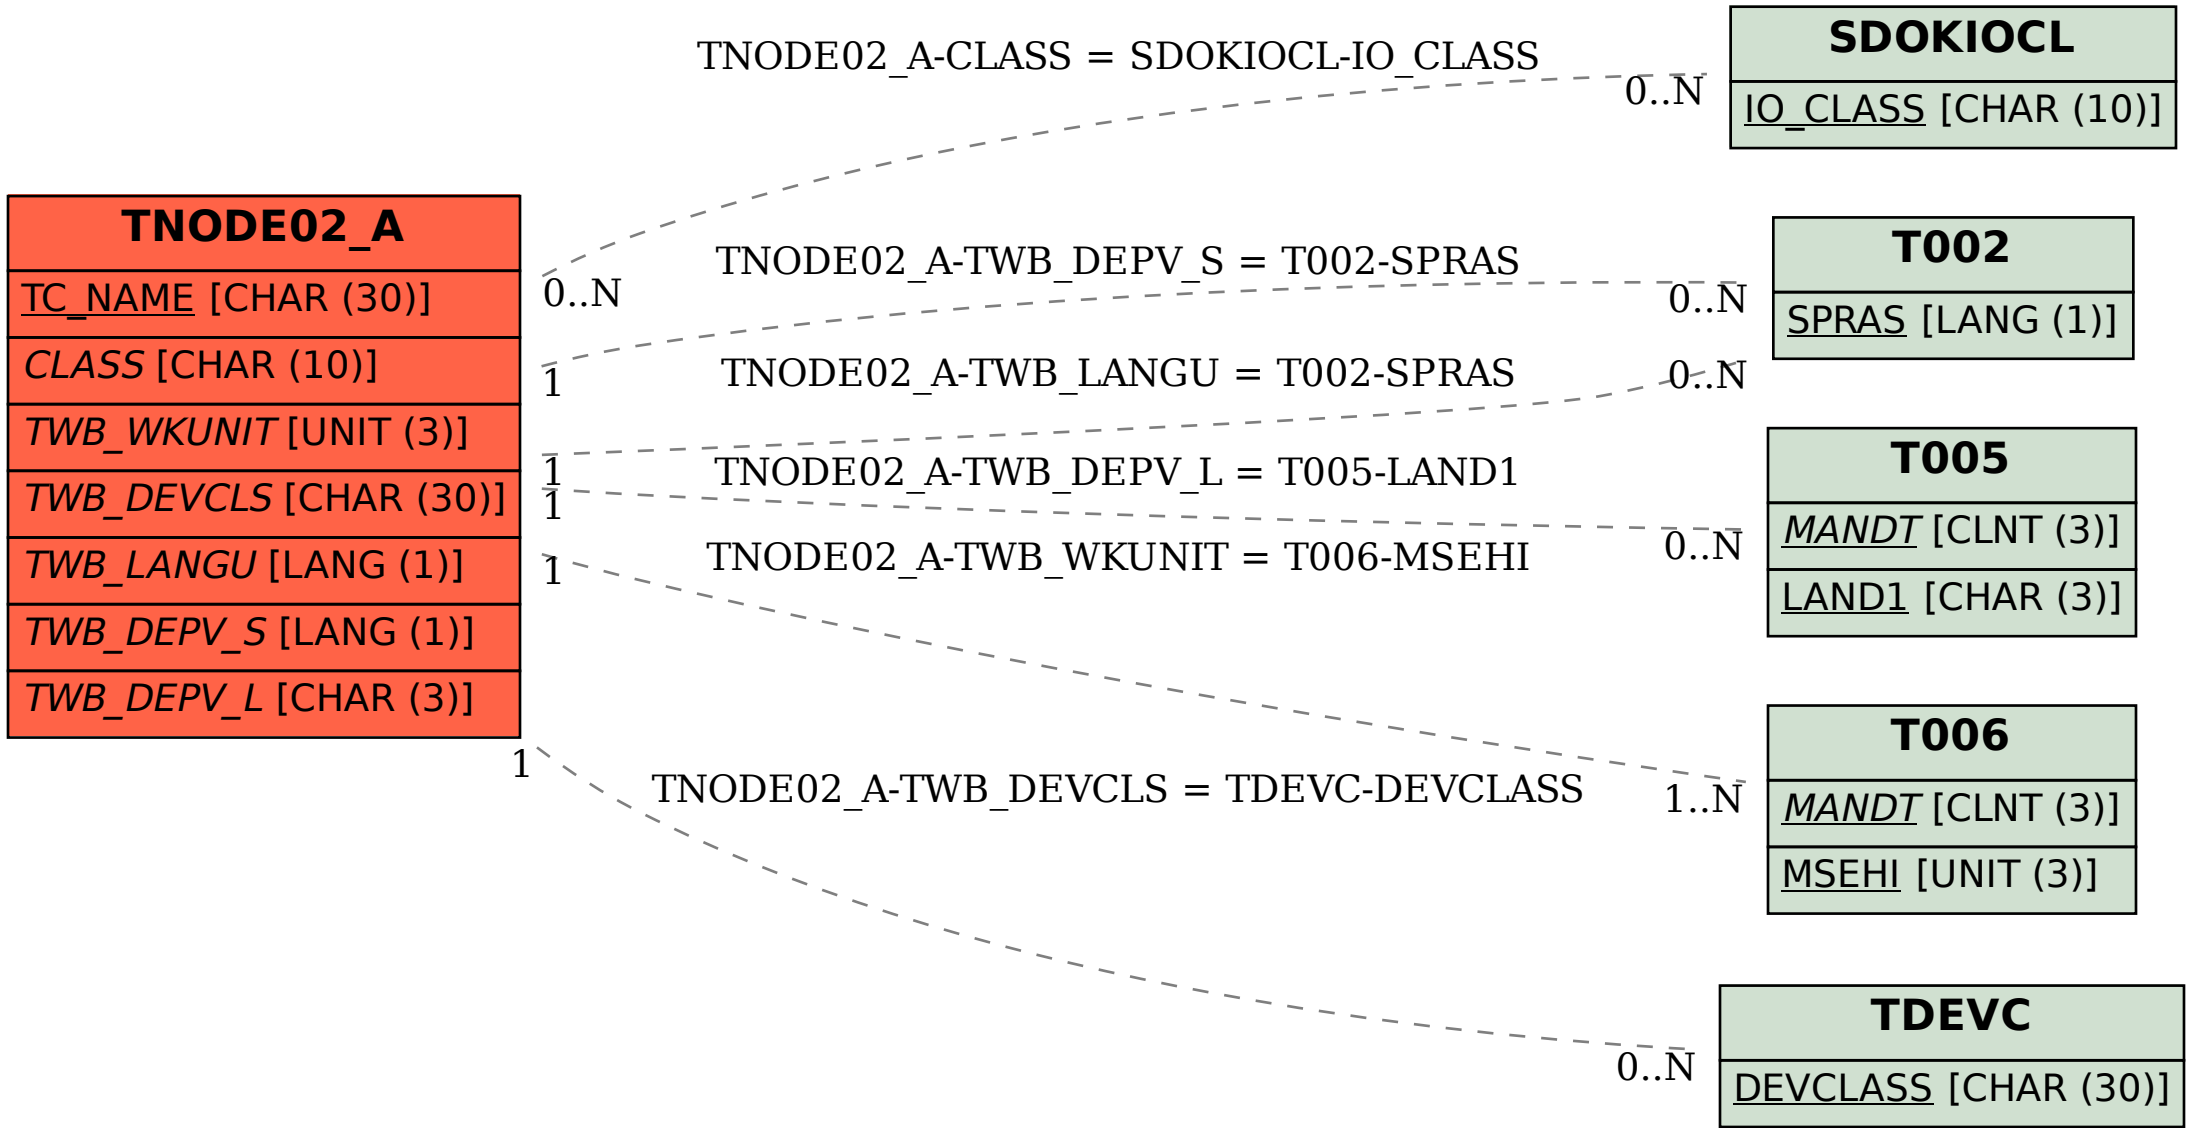 TNODE02_A
TC_NAME [CHAR (30)]
CLASS [CHAR (10)]
TWB_WKUNIT [UNIT (3)]
TWB_DEVCLS [CHAR (30)]
TWB_LANGU [LANG (1)]
TWB_DEPV_S [LANG (1)]
TWB_DEPV_L [CHAR (3)]
TNODE02_A-CLASS = SDOKIOCL-IO_CLASS
0..N
0..N
TNODE02_A-TWB_DEPV_S = T002-SPRAS
1
0..N
TNODE02_A-TWB_LANGU = T002-SPRAS
1
0..N
TNODE02_A-TWB_DEPV_L = T005-LAND1
1
0..N
TNODE02_A-TWB_WKUNIT = T006-MSEHI
1
1..N
TNODE02_A-TWB_DEVCLS = TDEVC-DEVCLASS
1
0..N
SDOKIOCL
IO_CLASS [CHAR (10)]
T002
SPRAS [LANG (1)]
T005
MANDT [CLNT (3)]
LAND1 [CHAR (3)]
T006
MANDT [CLNT (3)]
MSEHI [UNIT (3)]
TDEVC
DEVCLASS [CHAR (30)]